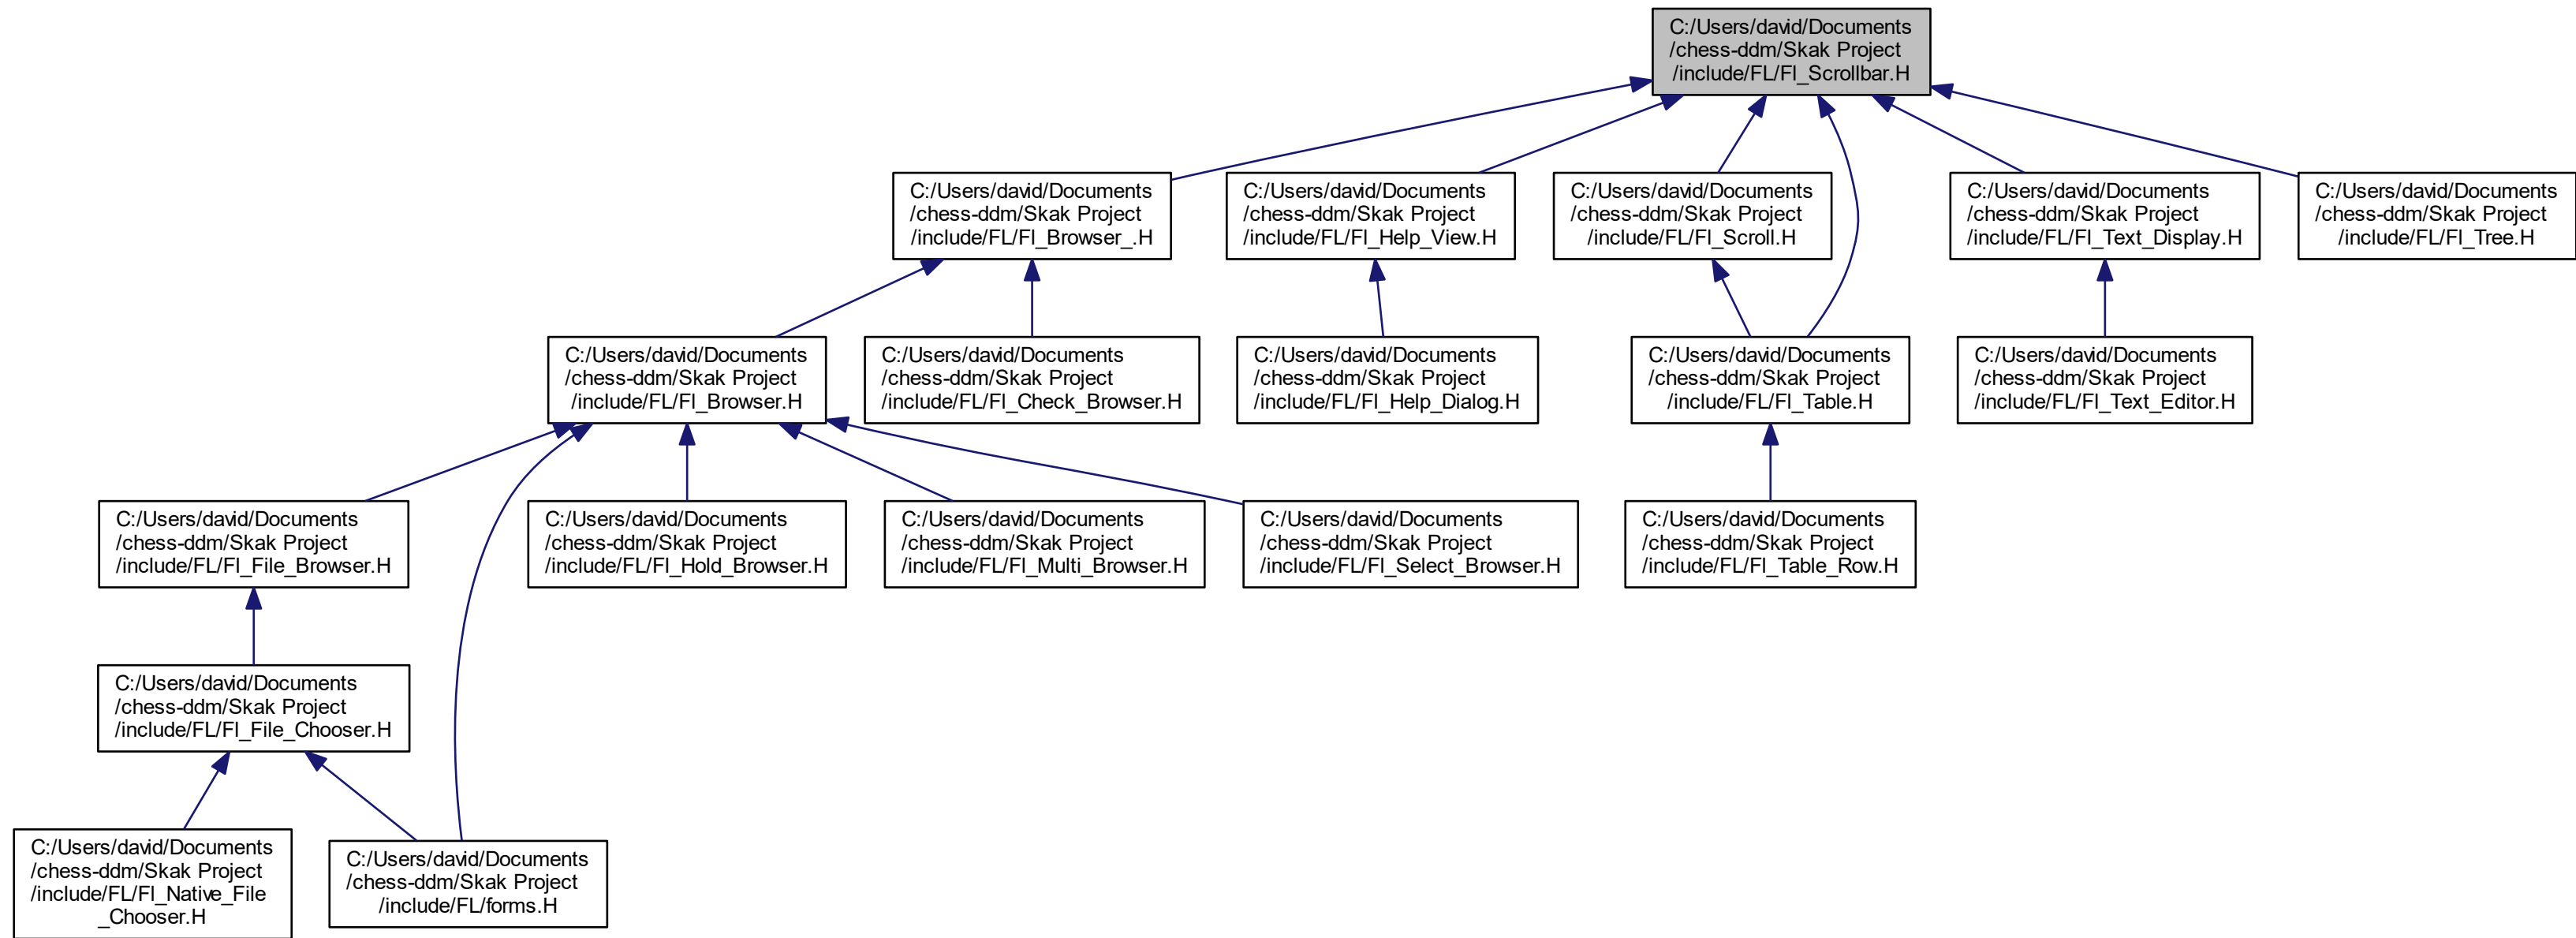 C:/Users/david/Documents
/chess-ddm/Skak Project
/include/FL/Fl_Scrollbar.H
C:/Users/david/Documents
/chess-ddm/Skak Project
/include/FL/Fl_Browser_.H
C:/Users/david/Documents
/chess-ddm/Skak Project
/include/FL/Fl_Help_View.H
C:/Users/david/Documents
/chess-ddm/Skak Project
/include/FL/Fl_Scroll.H
C:/Users/david/Documents
/chess-ddm/Skak Project
/include/FL/Fl_Text_Display.H
C:/Users/david/Documents
/chess-ddm/Skak Project
/include/FL/Fl_Tree.H
C:/Users/david/Documents
/chess-ddm/Skak Project
/include/FL/Fl_Browser.H
C:/Users/david/Documents
/chess-ddm/Skak Project
/include/FL/Fl_Check_Browser.H
C:/Users/david/Documents
/chess-ddm/Skak Project
/include/FL/Fl_Help_Dialog.H
C:/Users/david/Documents
/chess-ddm/Skak Project
/include/FL/Fl_Table.H
C:/Users/david/Documents
/chess-ddm/Skak Project
/include/FL/Fl_Text_Editor.H
C:/Users/david/Documents
/chess-ddm/Skak Project
/include/FL/Fl_File_Browser.H
C:/Users/david/Documents
/chess-ddm/Skak Project
/include/FL/Fl_Hold_Browser.H
C:/Users/david/Documents
/chess-ddm/Skak Project
/include/FL/Fl_Multi_Browser.H
C:/Users/david/Documents
/chess-ddm/Skak Project
/include/FL/Fl_Select_Browser.H
C:/Users/david/Documents
/chess-ddm/Skak Project
/include/FL/Fl_Table_Row.H
C:/Users/david/Documents
/chess-ddm/Skak Project
/include/FL/Fl_File_Chooser.H
C:/Users/david/Documents
/chess-ddm/Skak Project
/include/FL/Fl_Native_File
_Chooser.H
C:/Users/david/Documents
/chess-ddm/Skak Project
/include/FL/forms.H